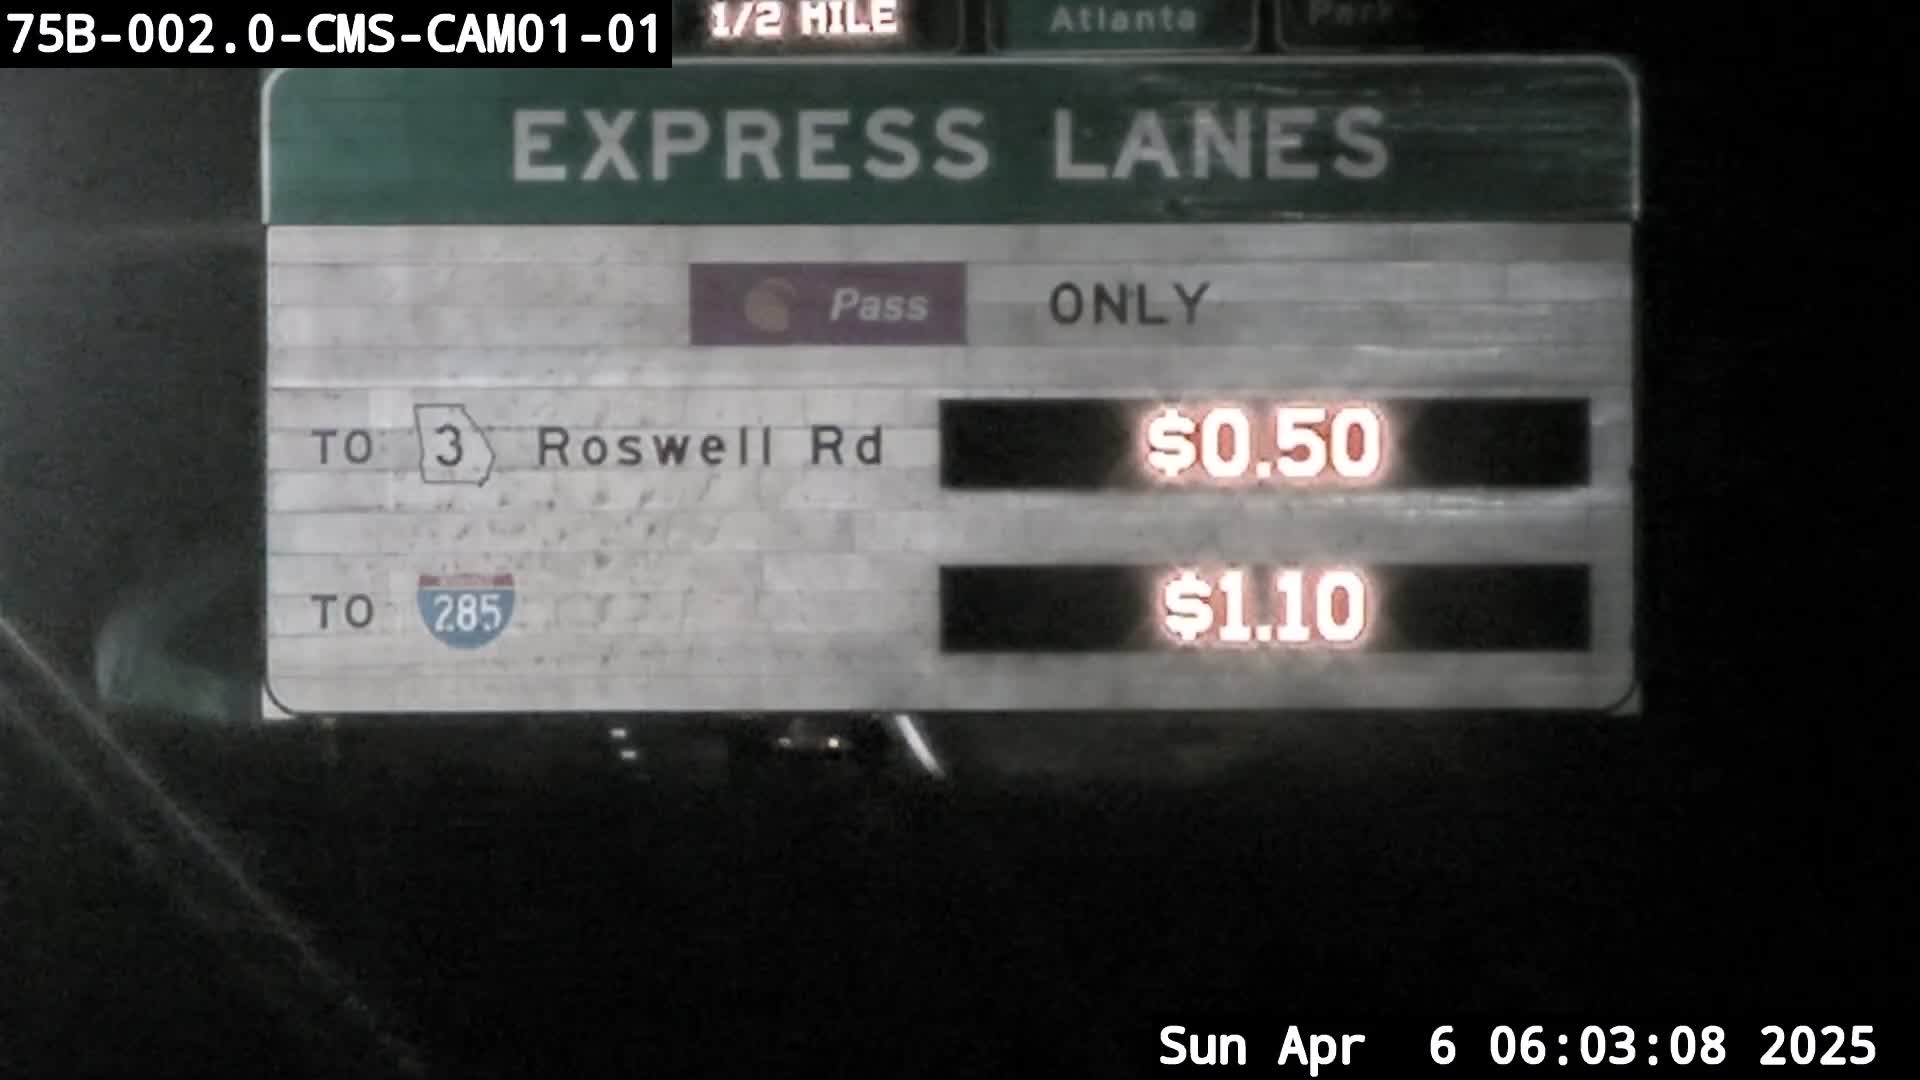 75B-002.0-CMS-CAM01-01
1/2 MILE
Atlanta
Park
EXPRESS LANES
Pass ONLY
TO 3 Roswell Rd $0.50
TO 285 $1.10
Sun Apr 6 06:03:08 2025